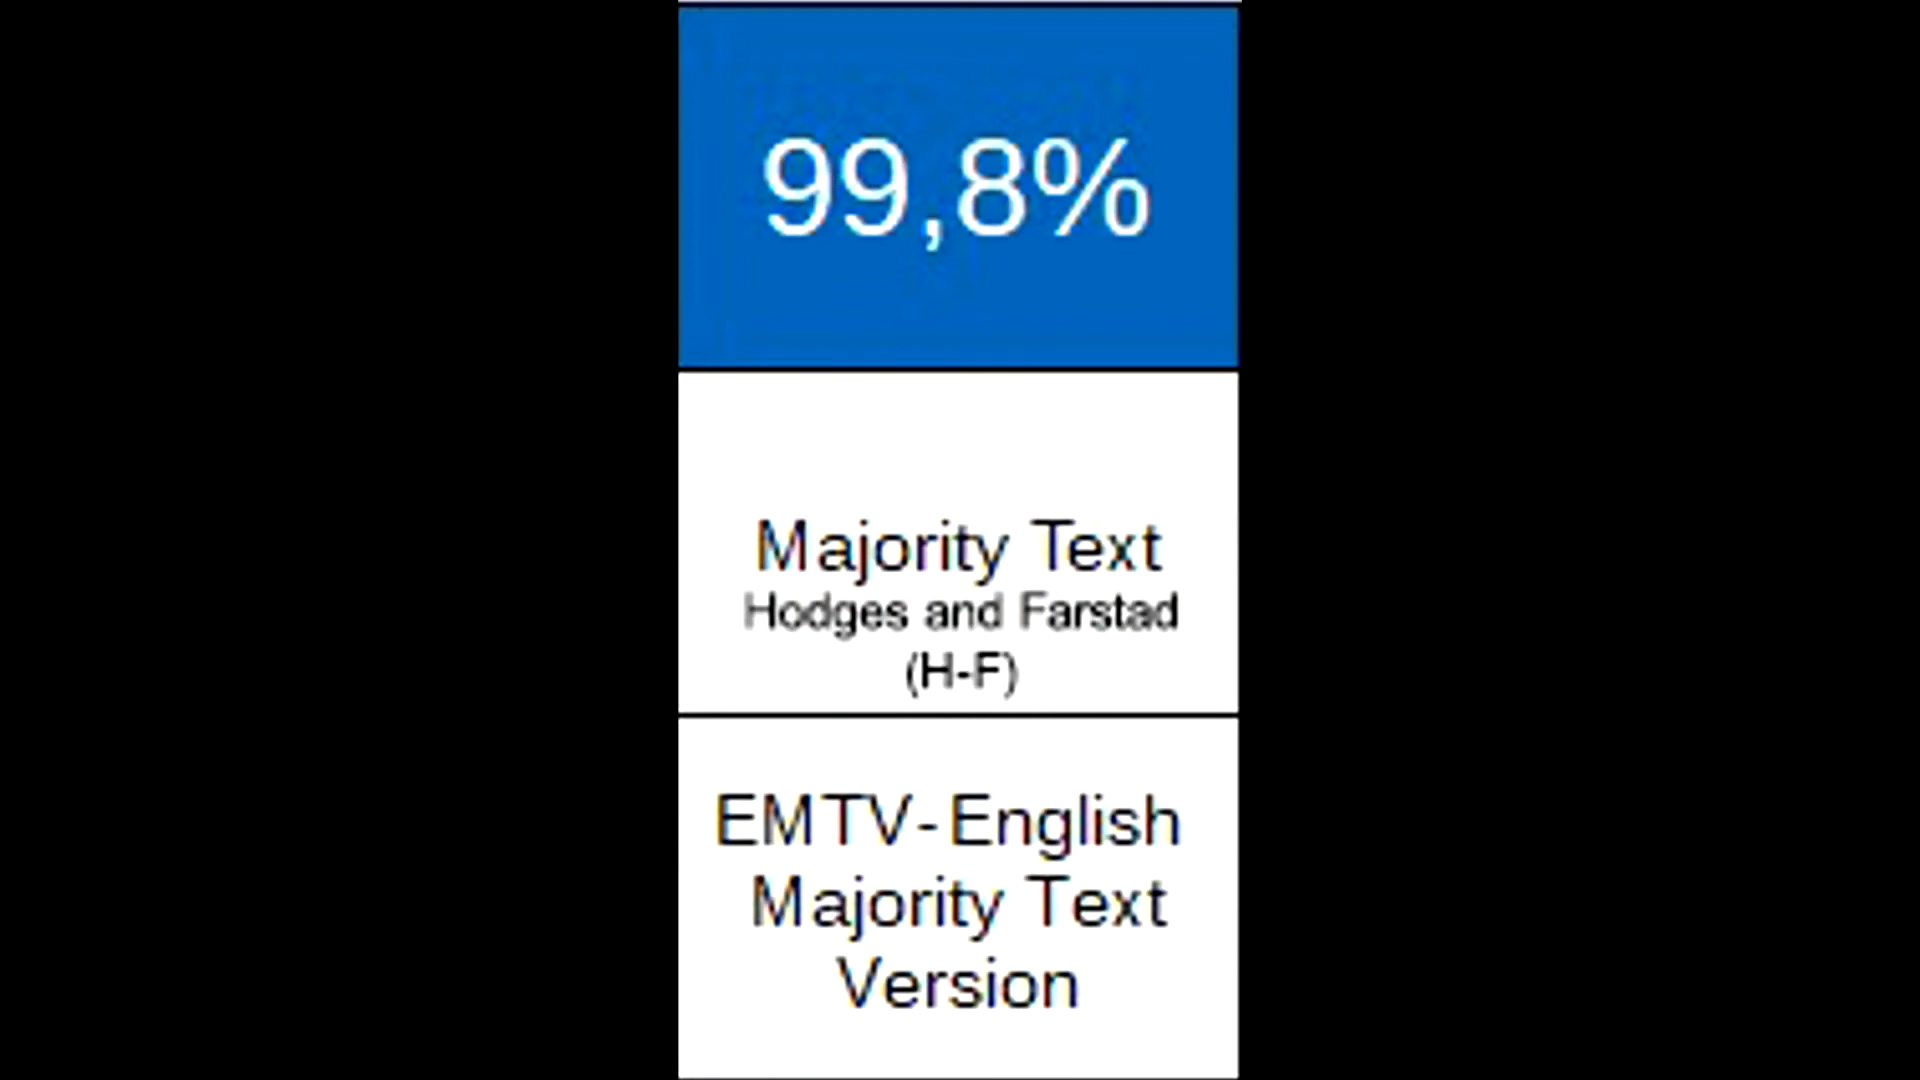 99,8%
Majority Text
Hodges and Farstad
(H-F)
EMTV-English
Majority Text
Version